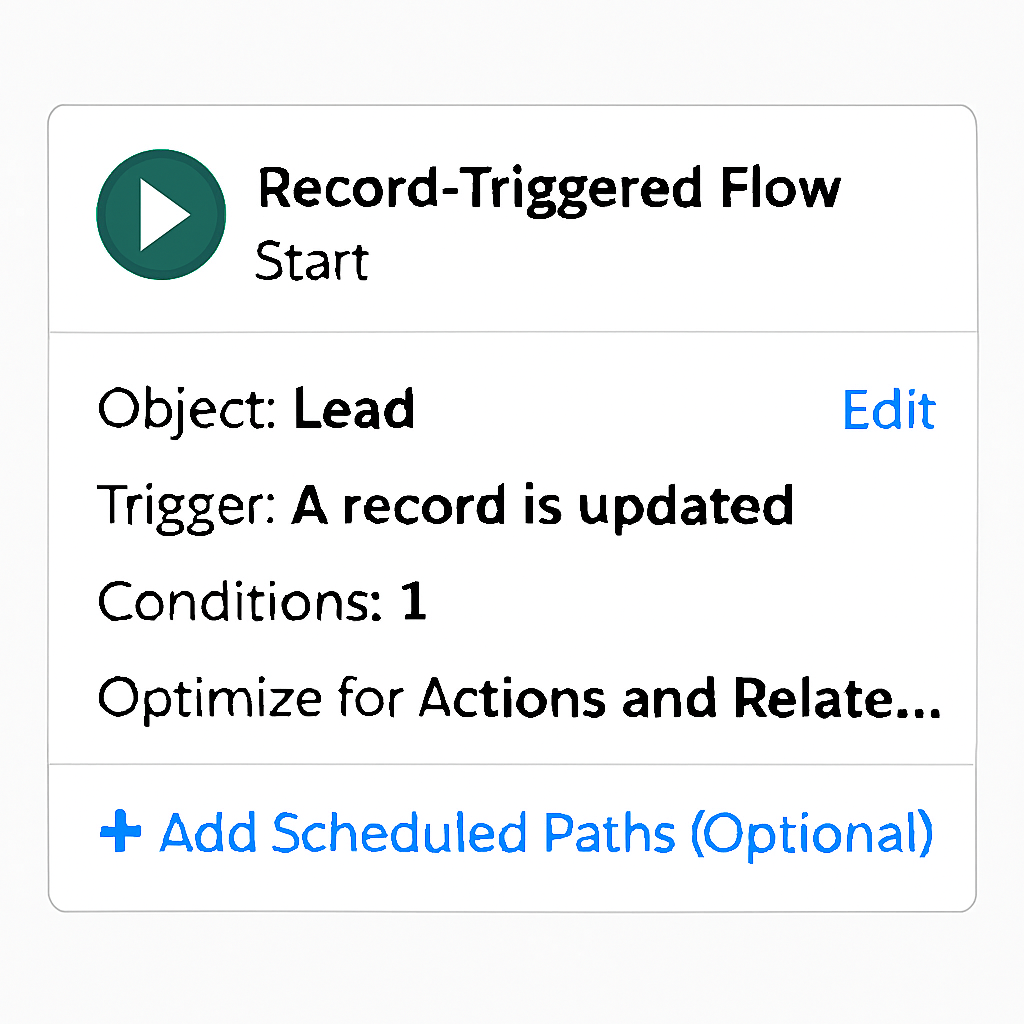 Record-Triggered Flow
Start
Object: Lead
Edit
Trigger: A record is updated
Conditions: 1
Optimize for Actions and Relate...
+ Add Scheduled Paths (Optional)